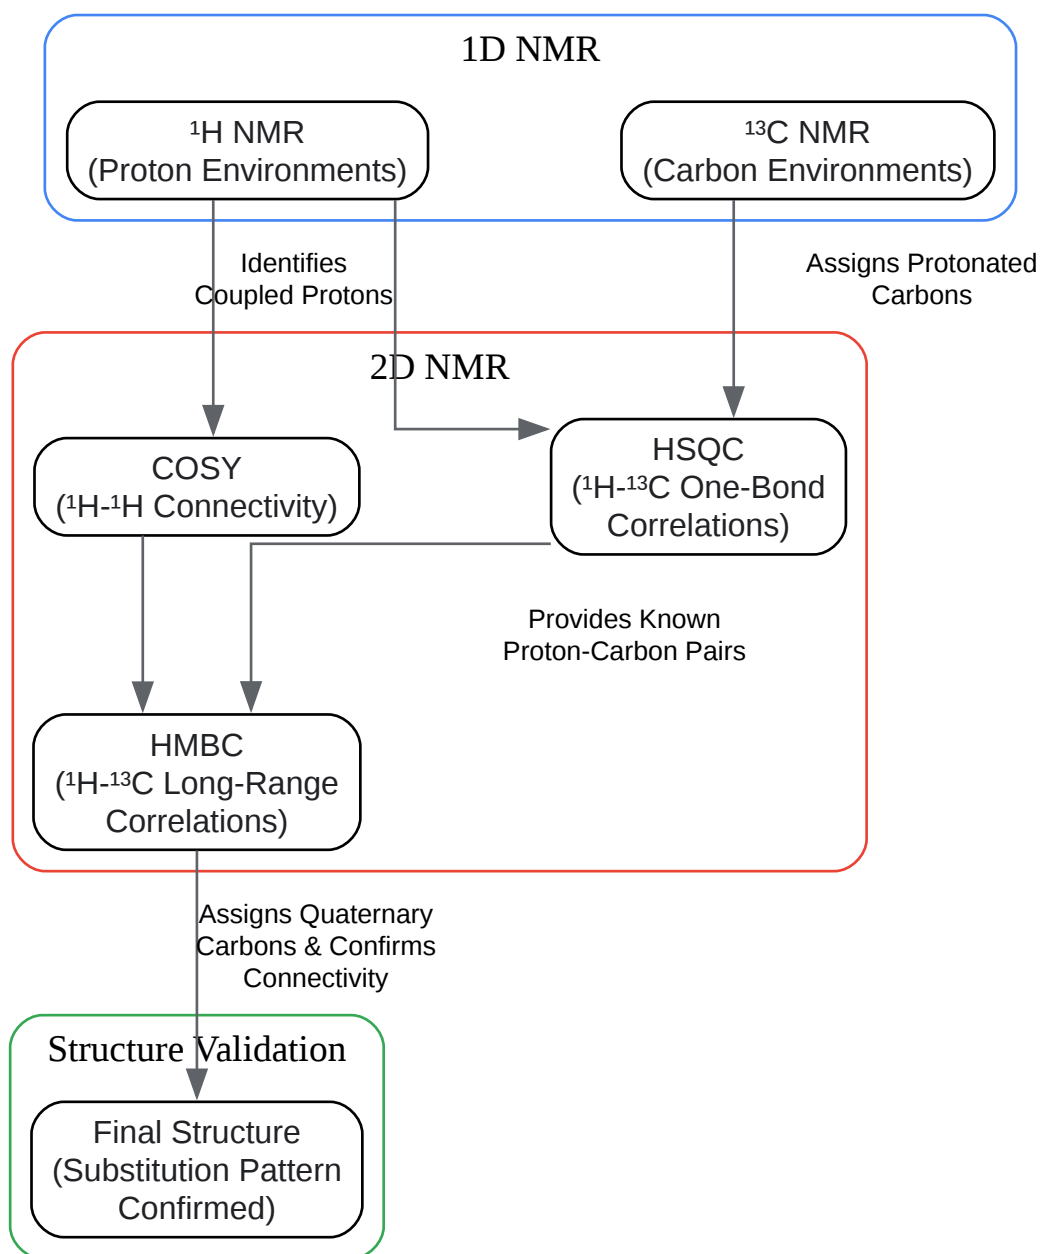 1D NMR
¹H NMR
(Proton Environments)
¹³C NMR
(Carbon Environments)
Identifies
Coupled Protons
Assigns Protonated
Carbons
2D NMR
COSY
(¹H-¹H Connectivity)
HSQC
(¹H-¹³C One-Bond
Correlations)
Provides Known
Proton-Carbon Pairs
HMBC
(¹H-¹³C Long-Range
Correlations)
Assigns Quaternary
Carbons & Confirms
Connectivity
Structure Validation
Final Structure
(Substitution Pattern
Confirmed)